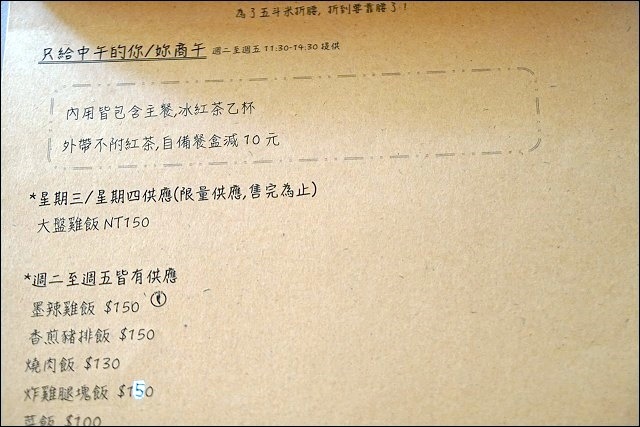 為了五斗米折腰, 折到要靠腰了!
只給中午的你/妳商午 週二至週五 11:30-14:30 提供
內用皆包含主餐,冰紅茶乙杯
外帶不附紅茶,自備餐盒減 10 元
*星期三/星期四供應(限量供應,售完為止)
大盤雞飯 NT150
*週二至週五皆有供應
墨辣雞飯 $150
香煎豬排飯 $150
燒肉飯 $130
炸雞腿塊飯 $150
菜飯 $100